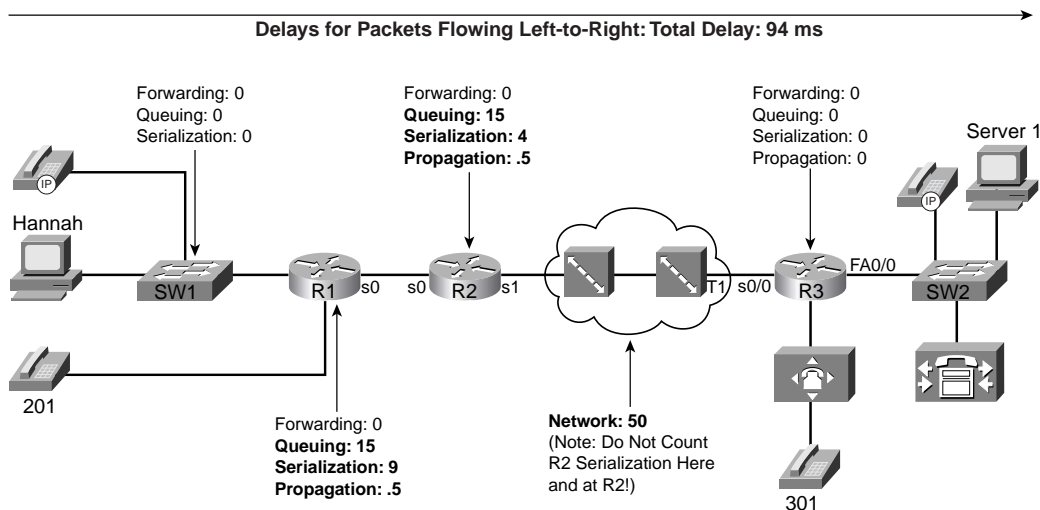 Delays for Packets Flowing Left-to-Right: Total Delay: 94 ms
Forwarding: 0
Queuing: 0
Serialization: 0
Forwarding: 0
Queuing: 15
Serialization: 4
Propagation: .5
Forwarding: 0
Queuing: 0
Serialization: 0
Propagation: 0
Server 1
IP
IP
Hannah
SW1
R1
s0
s0
R2
s1
T1
s0/0
R3
FA0/0
SW2
201
Forwarding: 0
Queuing: 15
Serialization: 9
Propagation: .5
Network: 50
(Note: Do Not Count
R2 Serialization Here
and at R2!)
301